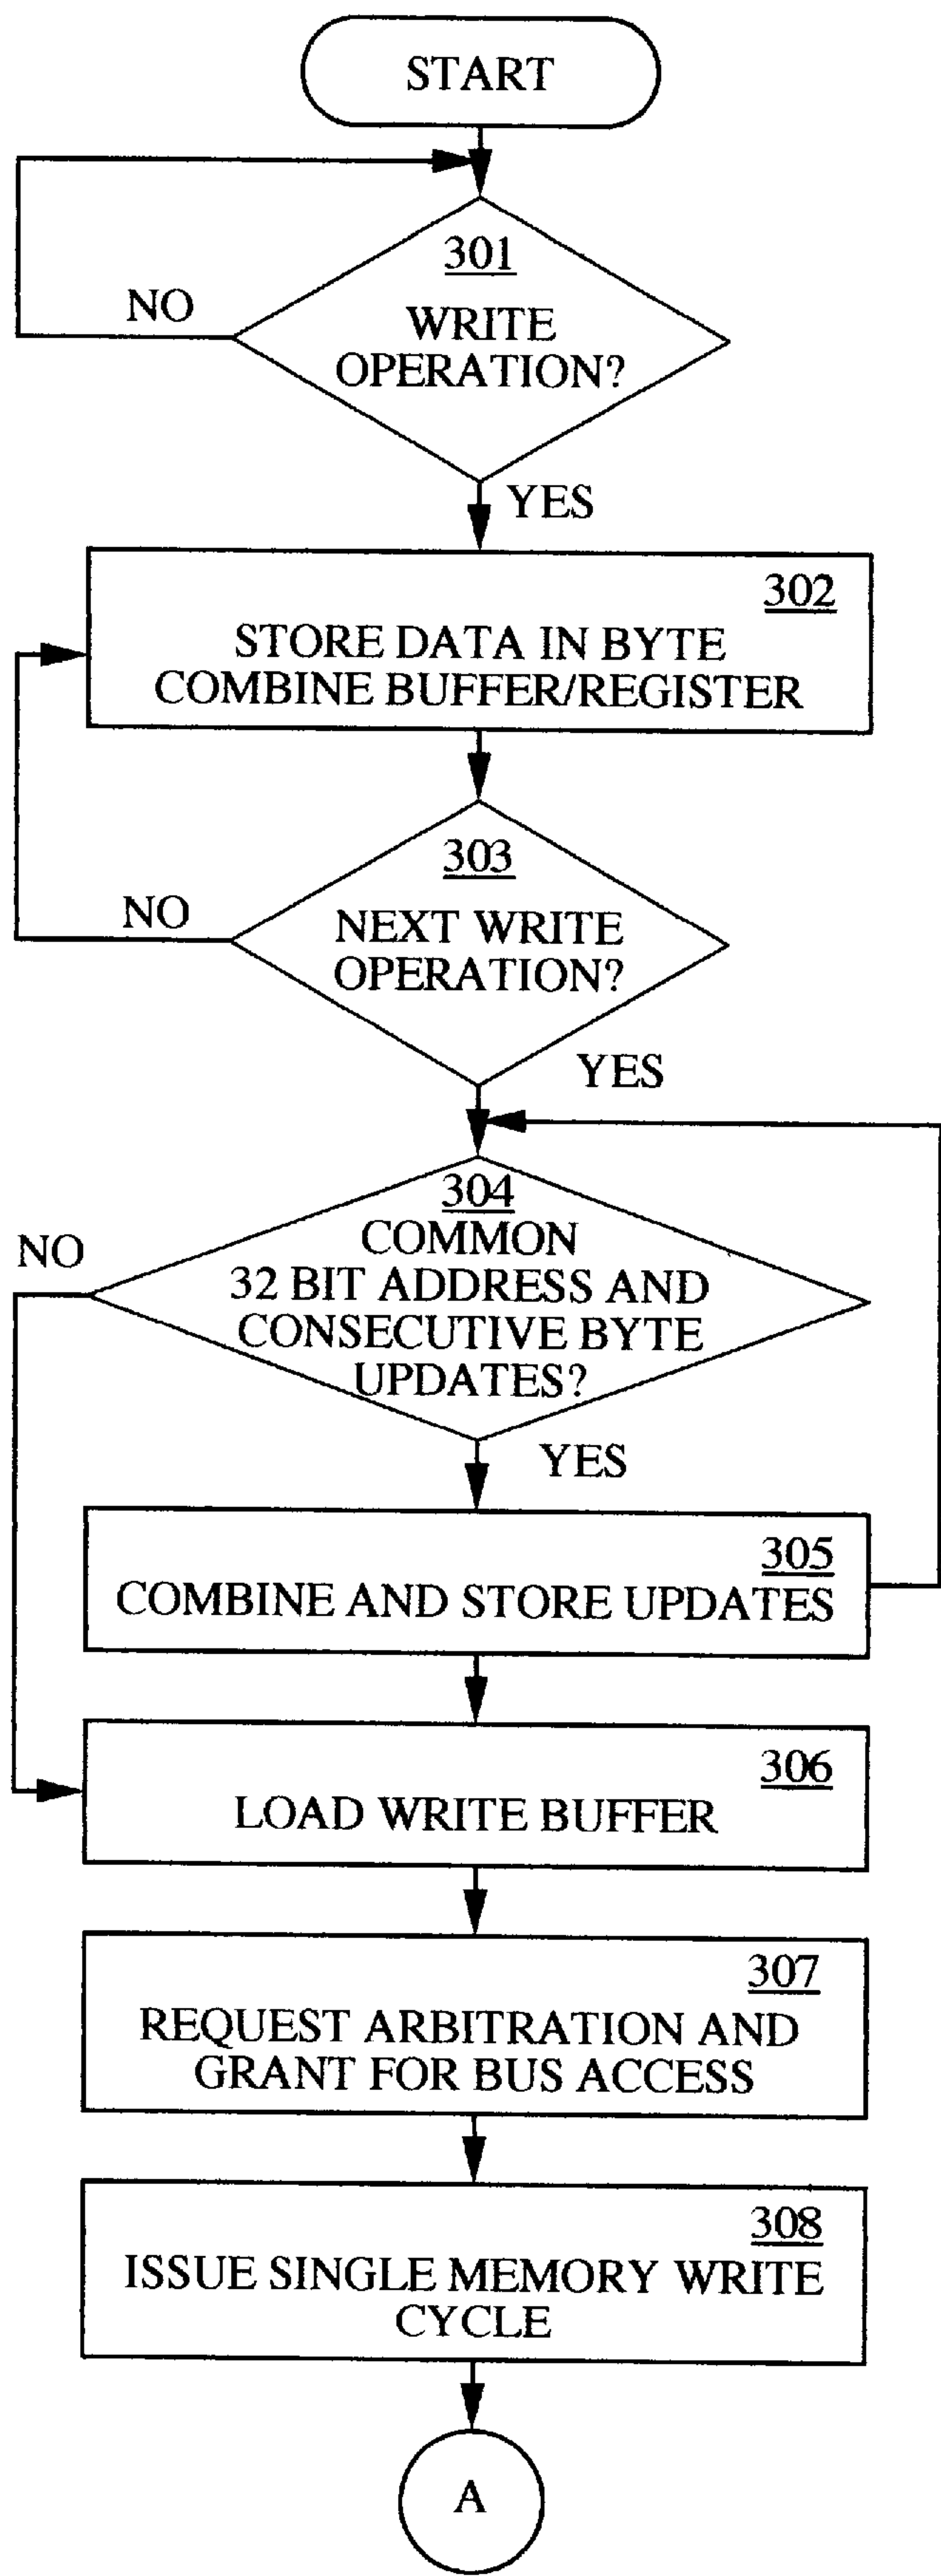 START
301
NO
WRITE
OPERATION?
YES
302
STORE DATA IN BYTE
COMBINE BUFFER/REGISTER
303
NO
NEXT WRITE
OPERATION?
YES
304
NO
COMMON
32 BIT ADDRESS AND
CONSECUTIVE BYTE
UPDATES?
YES
305
COMBINE AND STORE UPDATES
306
LOAD WRITE BUFFER
307
REQUEST ARBITRATION AND
GRANT FOR BUS ACCESS
308
ISSUE SINGLE MEMORY WRITE
CYCLE
A